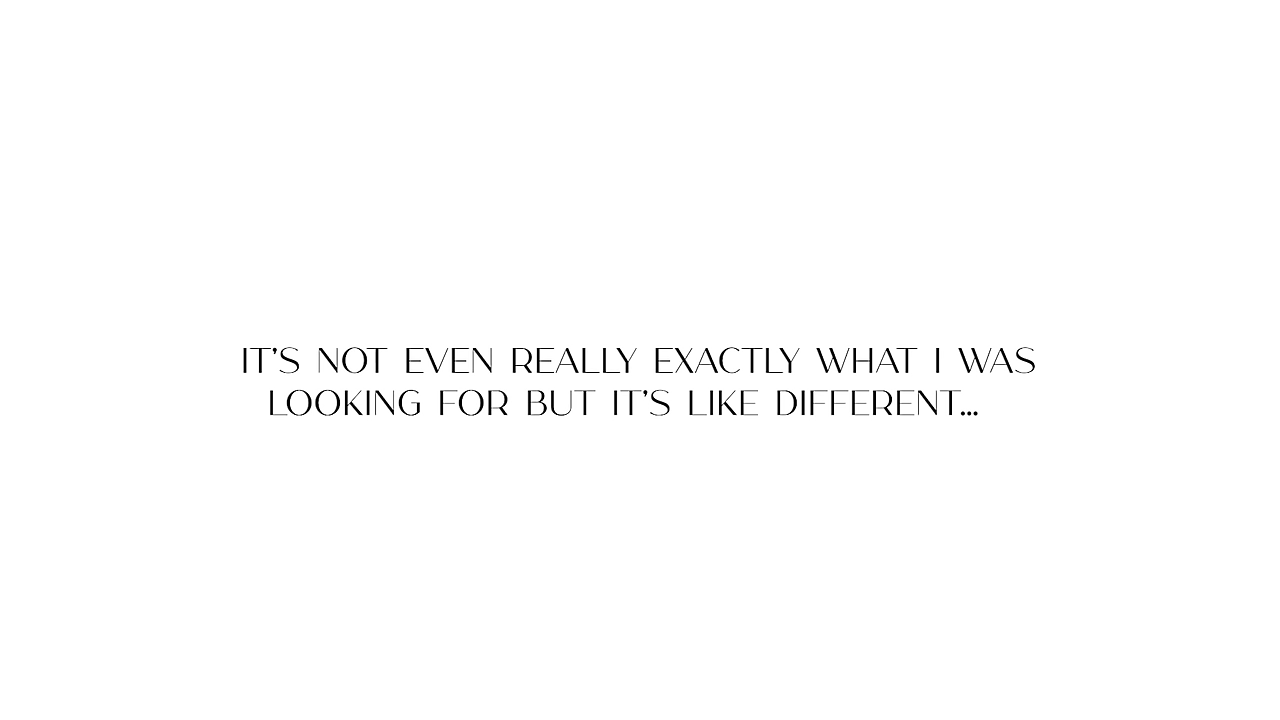 IT'S NOT EVEN REALLY EXACTLY WHAT I WAS
LOOKING FOR BUT IT'S LIKE DIFFERENT...